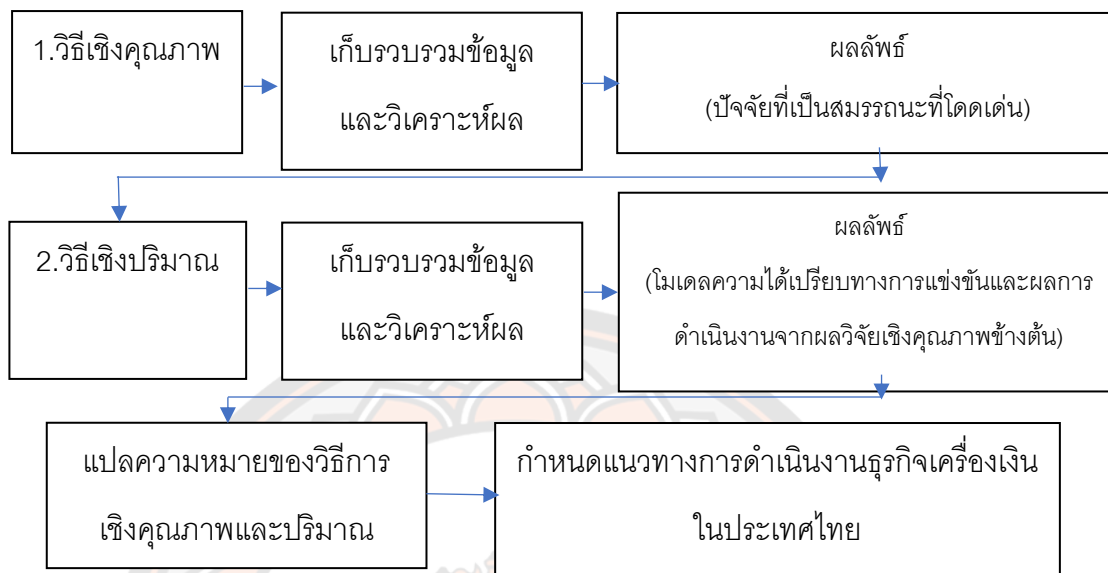 1.วิธีเชิงคุณภาพ
เก็บรวบรวมข้อมูล
และวิเคราะห์ผล
ผลลัพธ์
(ปัจจัยที่เป็นสมรรถนะที่โดดเด่น)
2.วิธีเชิงปริมาณ
เก็บรวบรวมข้อมูล
และวิเคราะห์ผล
ผลลัพธ์
(โมเดลความได้เปรียบทางการแข่งขันและผลการ
ดำเนินงานจากผลวิจัยเชิงคุณภาพข้างต้น)
แปลความหมายของวิธีการ
เชิงคุณภาพและปริมาณ
กำหนดแนวทางการดำเนินงานธุรกิจเครื่องเงิน
ในประเทศไทย